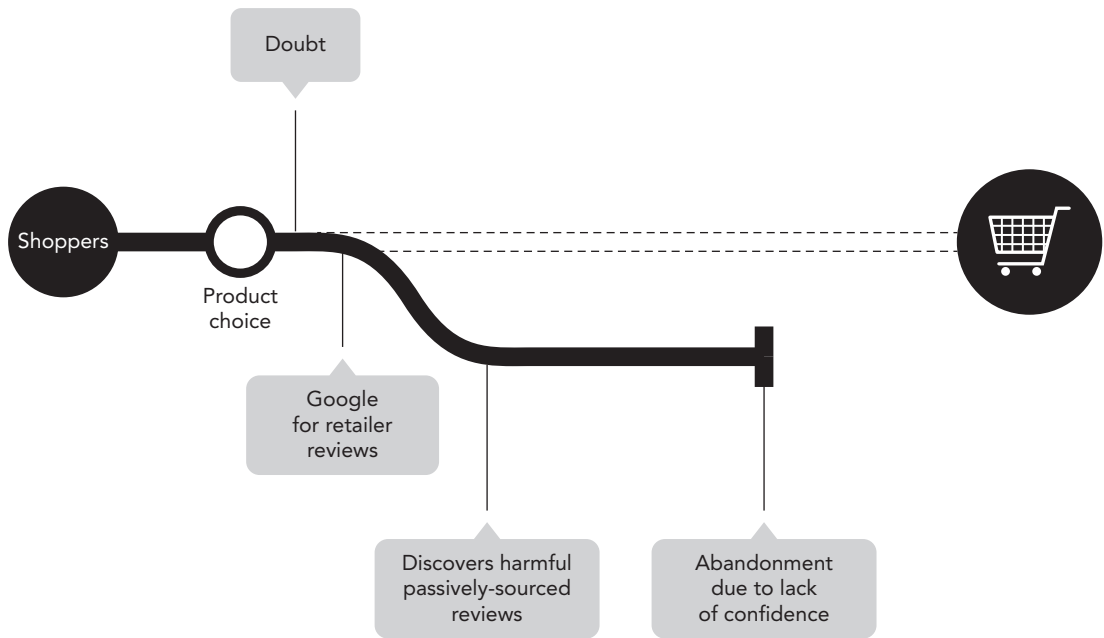 Doubt
Shoppers
Product
choice
Google
for retailer
reviews
Discovers harmful
passively-sourced
reviews
Abandonment
due to lack
of confidence